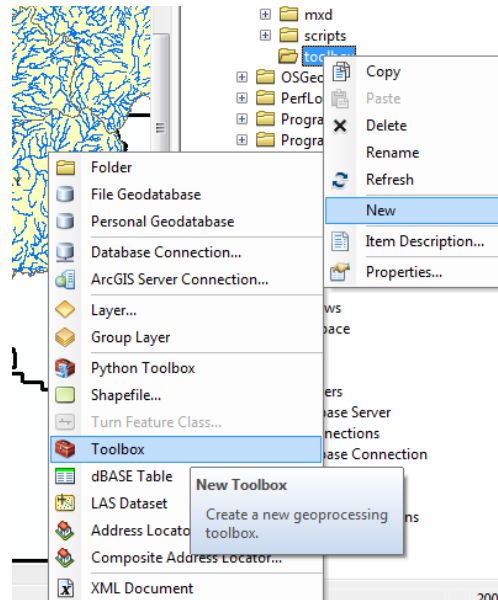 mxd
scripts
toolbox
OSGeo
PerfLo
Progra
Progra
Copy
Paste
Delete
Rename
Refresh
New
Item Description...
Properties...
Folder
File Geodatabase
Personal Geodatabase
Database Connection...
ArcGIS Server Connection...
Layer...
Group Layer
Python Toolbox
Shapefile...
Turn Feature Class...
Toolbox
dBASE Table
LAS Dataset
Address Locato
Composite Address Locator...
XML Document
New Toolbox
Create a new geoprocessing
toolbox.
ws
pace
ers
base Server
nections
base Connection
ns
200